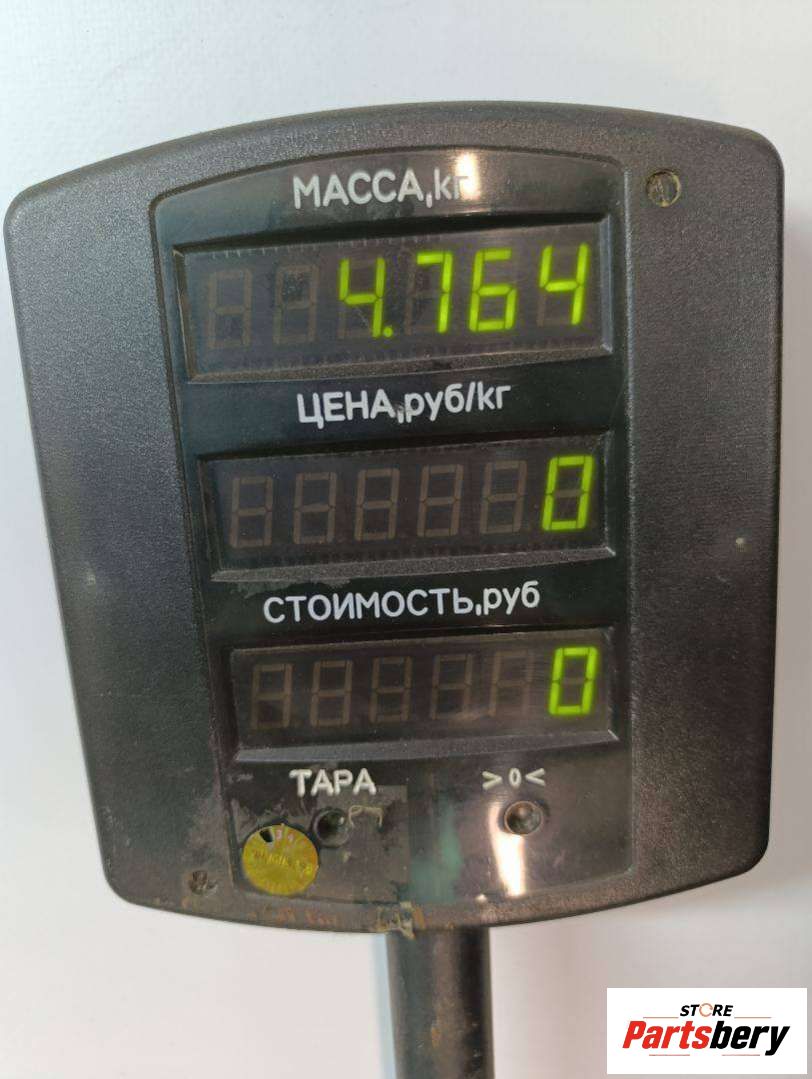 МАССА,кг
4.764
ЦЕНА,руб/кг
0
СТОИМОСТЬ,руб
0
ТАРА >0<
STORE
Partsbery